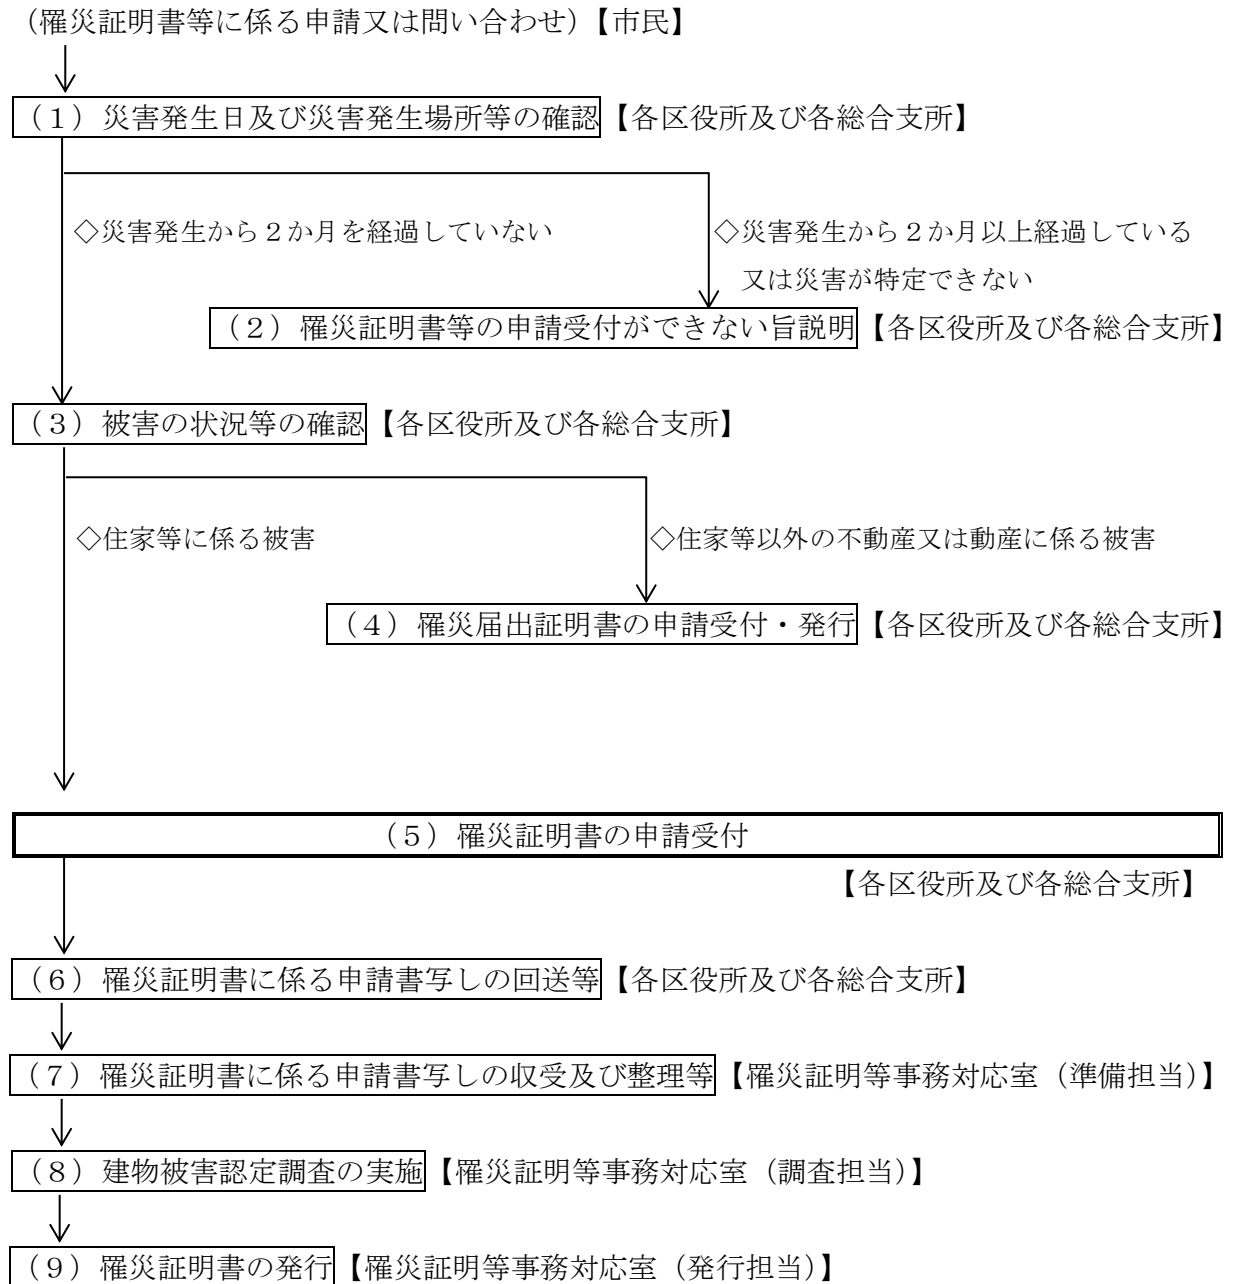 （罹災証明書等に係る申請又は問い合わせ）【市民】
（１）災害発生日及び災害発生場所等の確認【各区役所及び各総合支所】
◇災害発生から２か月を経過していない
◇災害発生から２か月以上経過している
又は災害が特定できない
（２）罹災証明書等の申請受付ができない旨説明【各区役所及び各総合支所】
（３）被害の状況等の確認【各区役所及び各総合支所】
◇住家等に係る被害
◇住家等以外の不動産又は動産に係る被害
（４）罹災届出証明書の申請受付・発行【各区役所及び各総合支所】
（５）罹災証明書の申請受付
【各区役所及び各総合支所】
（６）罹災証明書に係る申請書写しの回送等【各区役所及び各総合支所】
（７）罹災証明書に係る申請書写しの収受及び整理等【罹災証明等事務対応室（準備担当）】
（８）建物被害認定調査の実施【罹災証明等事務対応室（調査担当）】
（９）罹災証明書の発行【罹災証明等事務対応室（発行担当）】